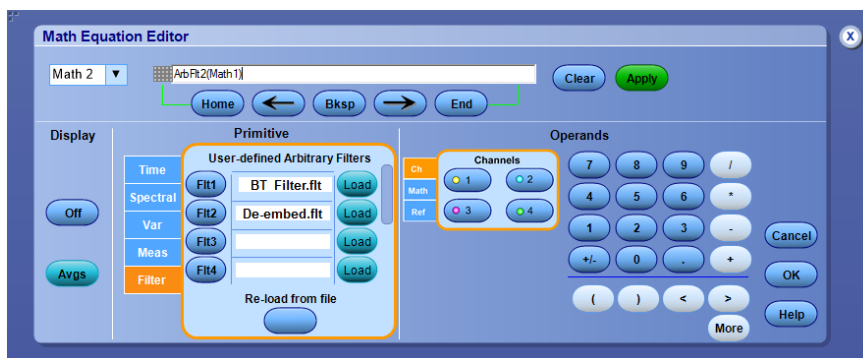 Math Equation Editor
X
Math 2 ▼ ArbFlt2(Math1) Clear Apply
Home ← Bksp → End
Display Primitive Operands
User-defined Arbitrary Filters
Time
Spectral
Var
Meas
Filter
Off
Avgs
Flt1 BT Filter.flt Load
Flt2 De-embed.flt Load
Flt3 Load
Flt4 Load
Re-load from file
Ch
Math
Ref
Channels
1 2
3 4
7 8 9 /
4 5 6 *
1 2 3 -
+/- 0 . +
( ) < >
More
Cancel
OK
Help